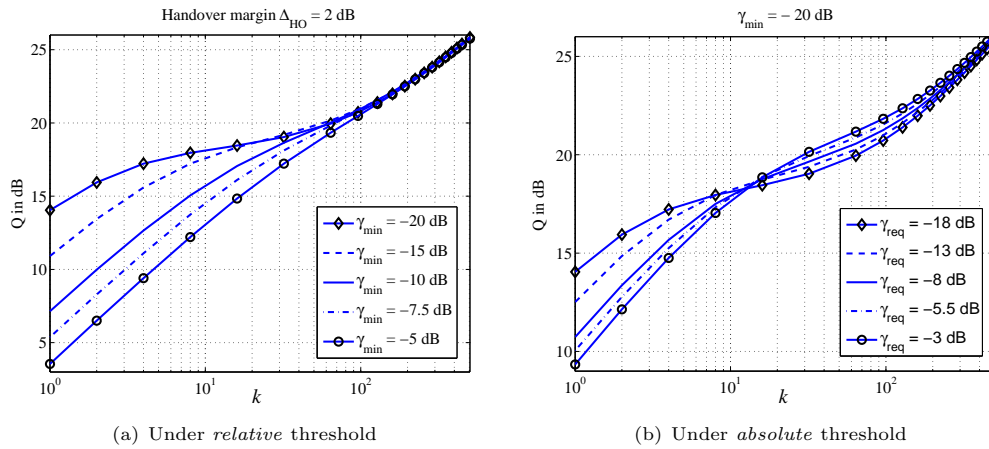 Handover margin Δ_HO = 2 dB
25
20
15
10
5
Q in dB
10^0
10^1
10^2
k
γ_min = −20 dB
γ_min = −15 dB
γ_min = −10 dB
γ_min = −7.5 dB
γ_min = −5 dB
(a) Under relative threshold
γ_min = − 20 dB
25
20
15
10
Q in dB
10^0
10^1
10^2
k
γ_req = −18 dB
γ_req = −13 dB
γ_req = −8 dB
γ_req = −5.5 dB
γ_req = −3 dB
(b) Under absolute threshold